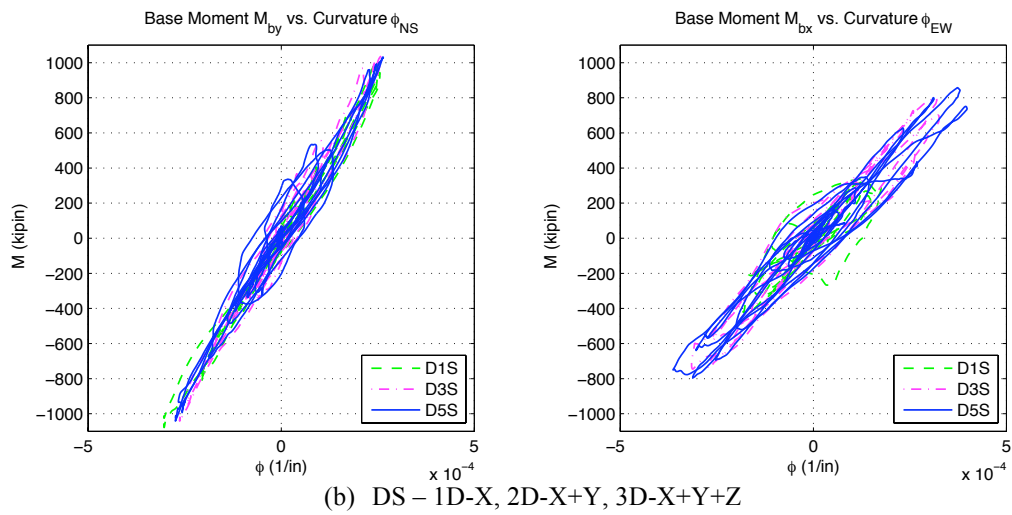 Base Moment M_by vs. Curvature ϕ_NS
1000
800
600
400
200
0
−200
−400
−600
−800
−1000
M (kipin)
−5
0
5
ϕ (1/in)
x 10⁻⁴
D1S
D3S
D5S
Base Moment M_bx vs. Curvature ϕ_EW
1000
800
600
400
200
0
−200
−400
−600
−800
−1000
M (kipin)
−5
0
5
ϕ (1/in)
x 10⁻⁴
D1S
D3S
D5S
(b) DS – 1D-X, 2D-X+Y, 3D-X+Y+Z